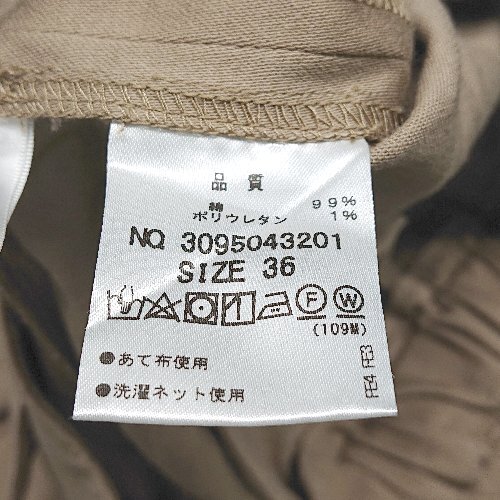 品質
綿 99%
ポリウレタン 1%
NO 3095043201
SIZE 36
F W
(109M)
●あて布使用
●洗濯ネット使用